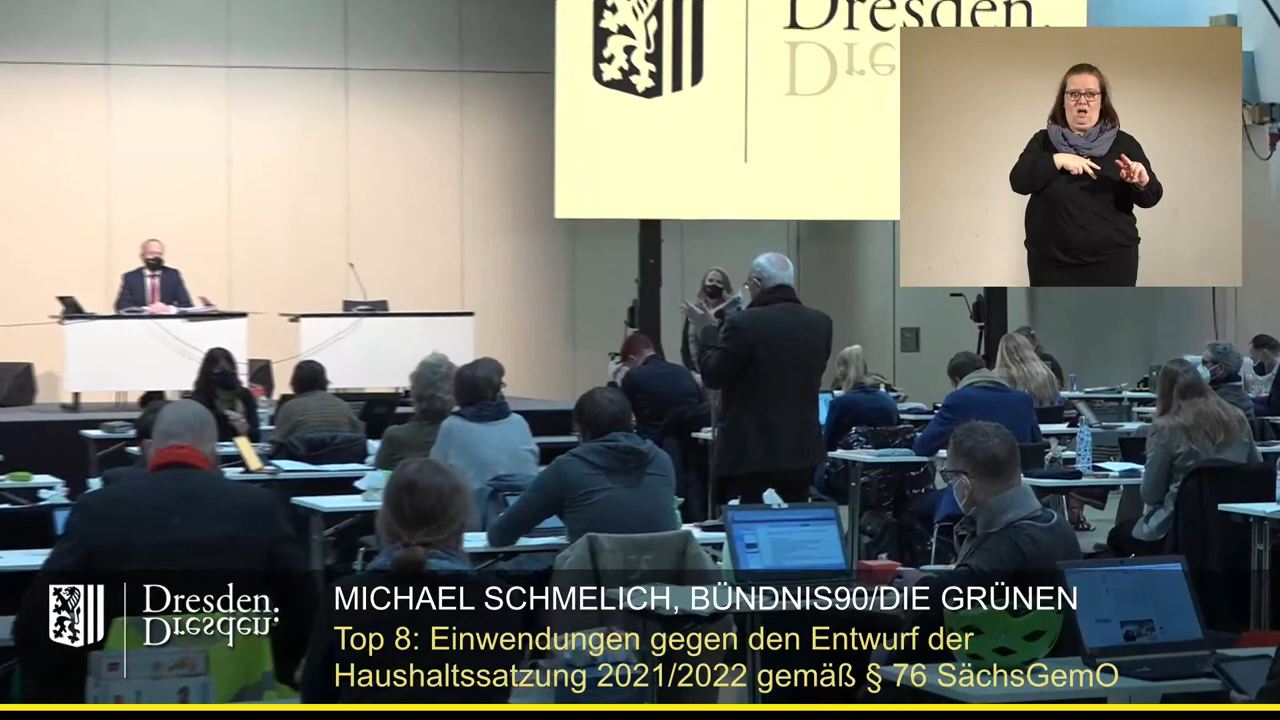 Dresden.
Dresden.
MICHAEL SCHMELICH, BÜNDNIS90/DIE GRÜNEN
Top 8: Einwendungen gegen den Entwurf der
Haushaltssatzung 2021/2022 gemäß § 76 SächsGemO